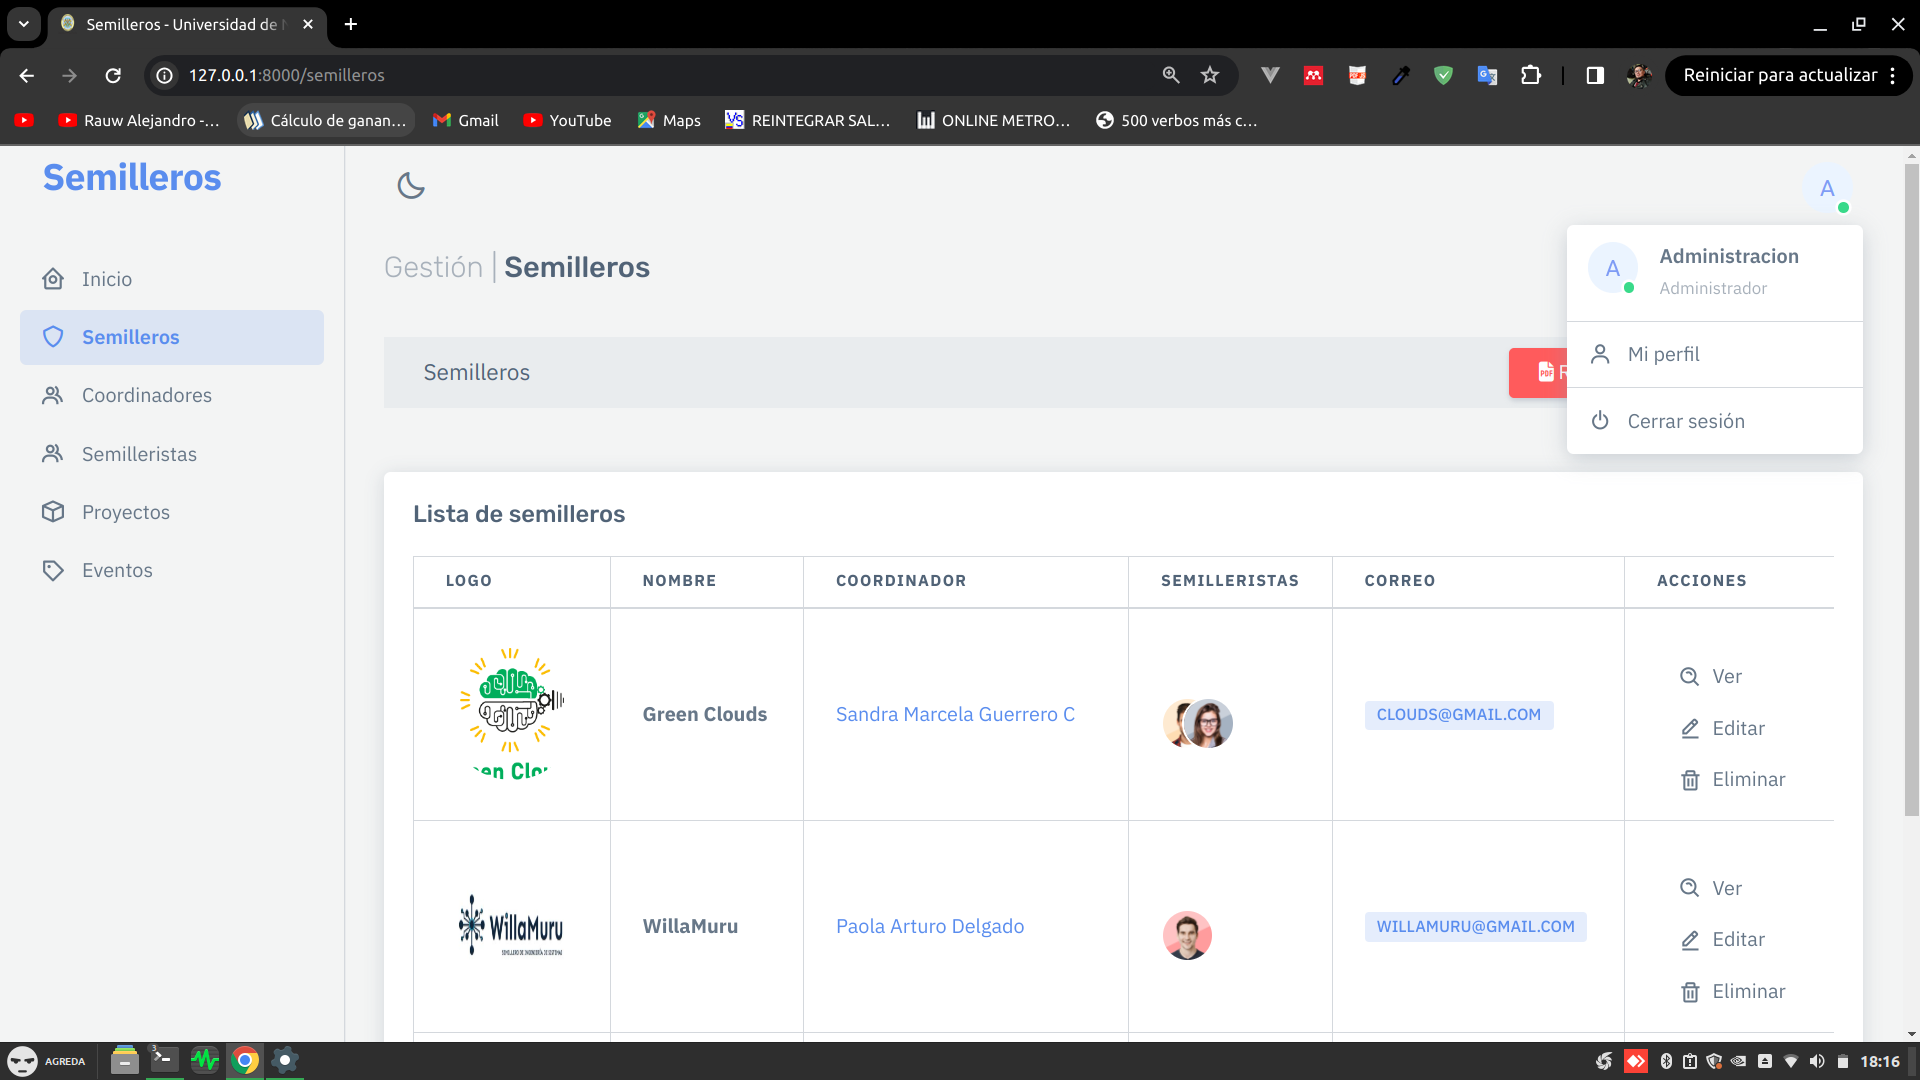 Semilleros - Universidad de
127.0.0.1:8000/semilleros
Reiniciar para actualizar
Rauw Alejandro -...
Cálculo de ganan...
Gmail
YouTube
Maps
REINTEGRAR SAL...
ONLINE METRO...
500 verbos más c...
Semilleros
Inicio
Semilleros
Coordinadores
Semilleristas
Proyectos
Eventos
A
Gestión | Semilleros
A
Administracion
Administrador
Mi perfil
Cerrar sesión
Semilleros
PDF
R
Lista de semilleros
LOGO NOMBRE COORDINADOR SEMILLERISTAS CORREO ACCIONES
en Clo
Green Clouds
Sandra Marcela Guerrero C
CLOUDS@GMAIL.COM
Ver
Editar
Eliminar
WillaMuru
WillaMuru
Paola Arturo Delgado
WILLAMURU@GMAIL.COM
Ver
Editar
Eliminar
AGREDA
3
18:16